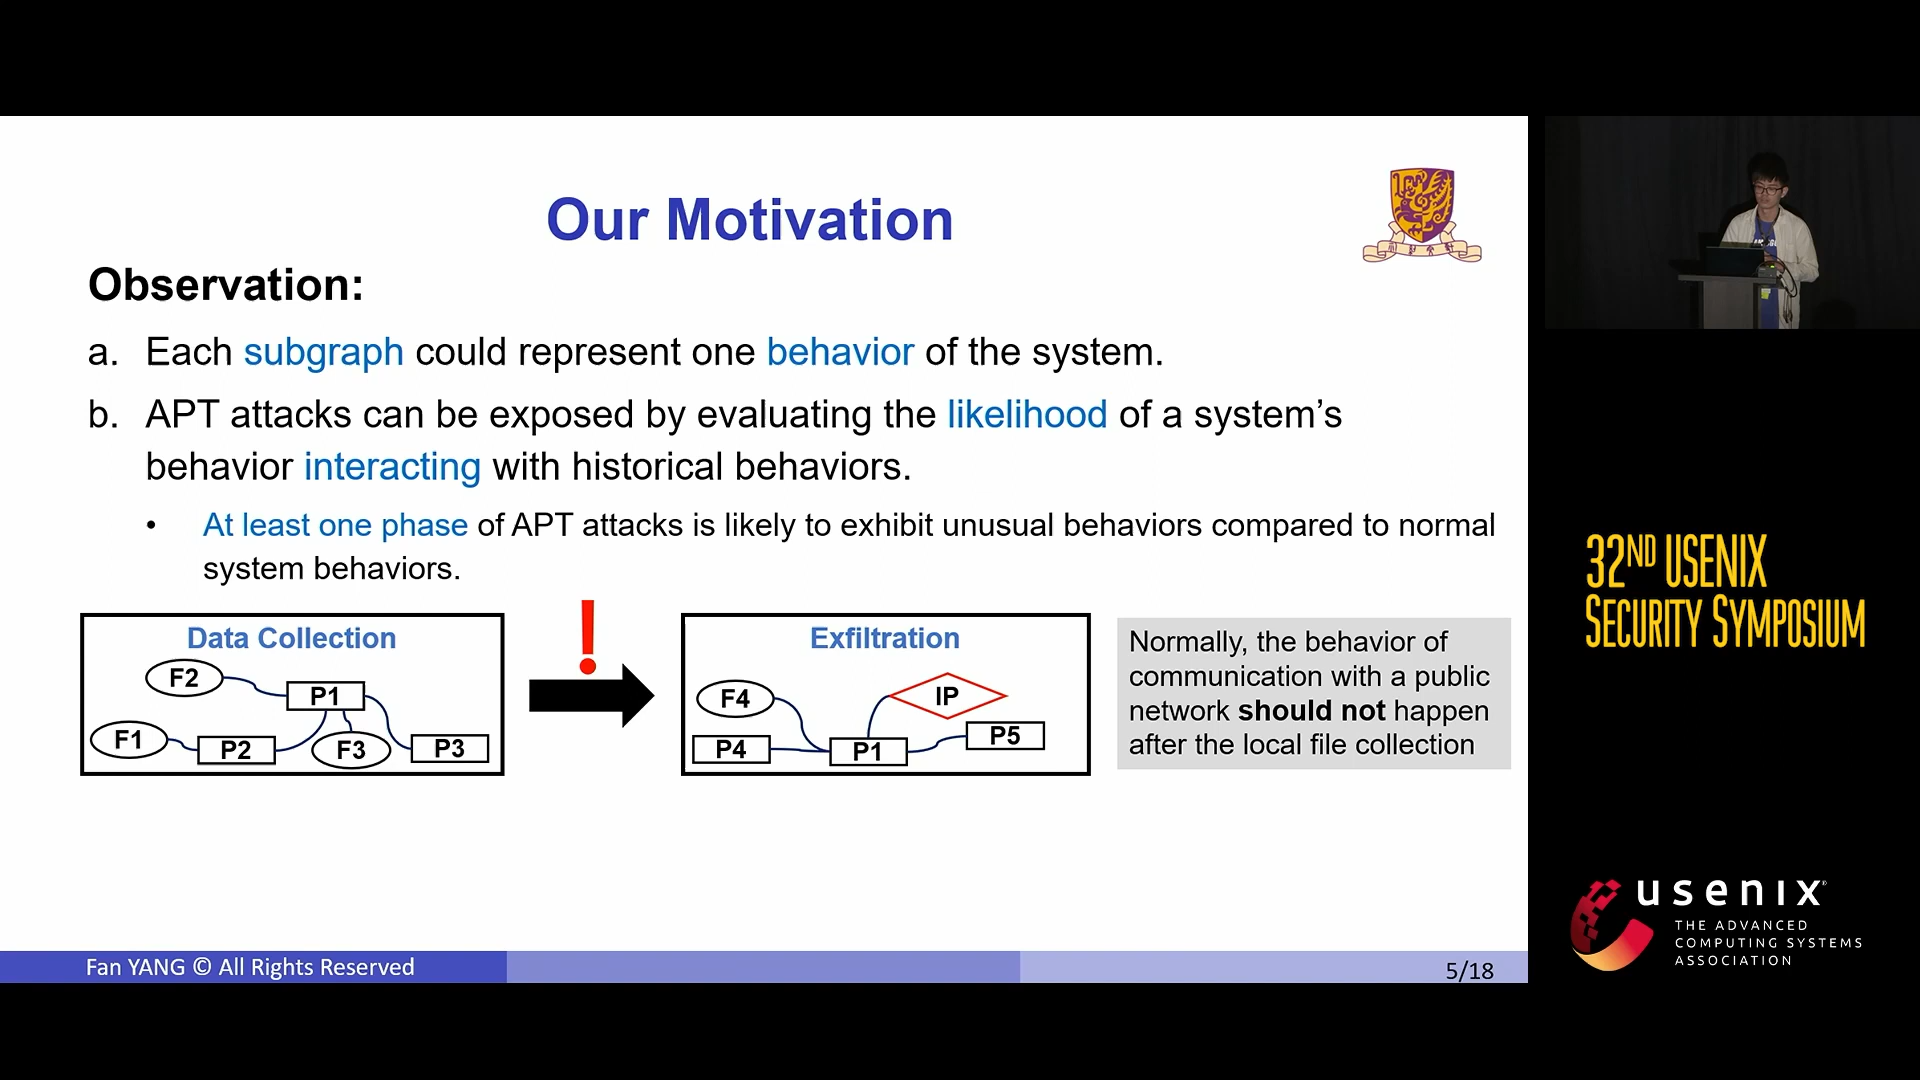 Our Motivation
Observation:
a. Each subgraph could represent one behavior of the system.
b. APT attacks can be exposed by evaluating the likelihood of a system’s
behavior interacting with historical behaviors.
• At least one phase of APT attacks is likely to exhibit unusual behaviors compared to normal
system behaviors.
Data Collection
F2
P1
F1
P2
F3
P3
!
Exfiltration
F4
IP
P4
P1
P5
Normally, the behavior of
communication with a public
network should not happen
after the local file collection
Fan YANG © All Rights Reserved
5/18
32ND USENIX
SECURITY SYMPOSIUM
usenix
THE ADVANCED
COMPUTING SYSTEMS
ASSOCIATION